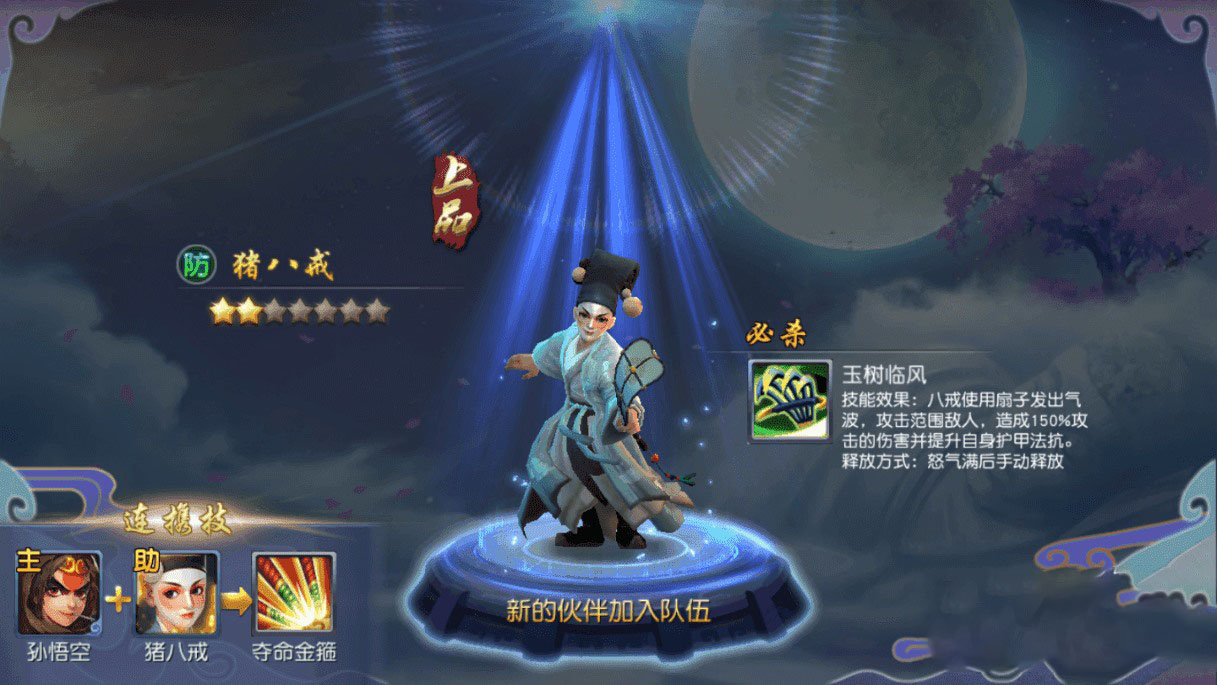 上品
防 猪八戒
必杀
玉树临风
技能效果：八戒使用扇子发出气
波，攻击范围敌人，造成150%攻
击的伤害并提升自身护甲法抗。
释放方式：怒气满后手动释放
连携技
主
助
孙悟空
猪八戒
夺命金箍
新的伙伴加入队伍